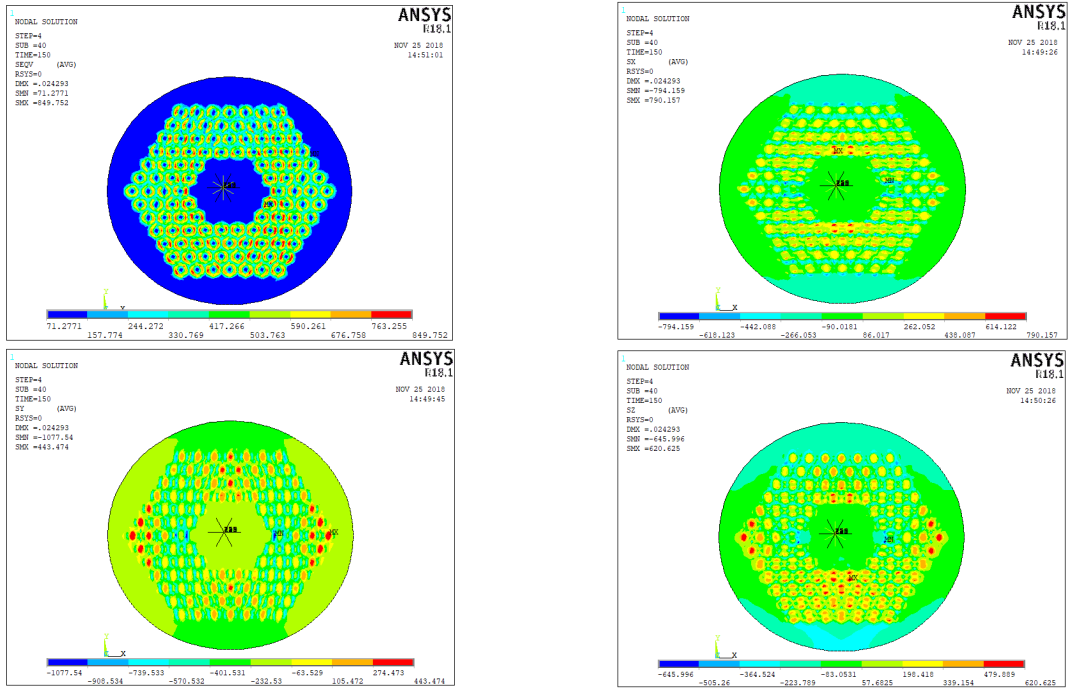 1
NODAL SOLUTION
ANSYS
R18.1
STEP=4
SUB =40
TIME=150
SEQV (AVG)
RSYS=0
DMX =.024293
SMN =71.2771
SMX =849.752
NOV 25 2018
14:51:01
MX
Z
X
71.2771 244.272 417.266 590.261 763.255
157.774 330.769 503.763 676.758 849.752
1
NODAL SOLUTION
ANSYS
R18.1
STEP=4
SUB =40
TIME=150
SX (AVG)
RSYS=0
DMX =.024293
SMN =-794.159
SMX =790.157
NOV 25 2018
14:49:26
MX
MN
X
-794.159 -442.088 -90.0181 262.052 614.122
-618.123 -266.053 86.017 438.087 790.157
1
NODAL SOLUTION
ANSYS
R18.1
STEP=4
SUB =40
TIME=150
SY (AVG)
RSYS=0
DMX =.024293
SMN =-1077.54
SMX =443.474
NOV 25 2018
14:49:45
MN
MX
X
-1077.54 -739.533 -401.531 -63.529 274.473
-908.534 -570.532 -232.53 105.472 443.474
1
NODAL SOLUTION
ANSYS
R18.1
STEP=4
SUB =40
TIME=150
SZ (AVG)
RSYS=0
DMX =.024293
SMN =-645.996
SMX =620.625
NOV 25 2018
14:50:26
MN
MX
X
-645.996 -364.524 -83.0531 198.418 479.889
-505.26 -223.789 57.6825 339.154 620.625